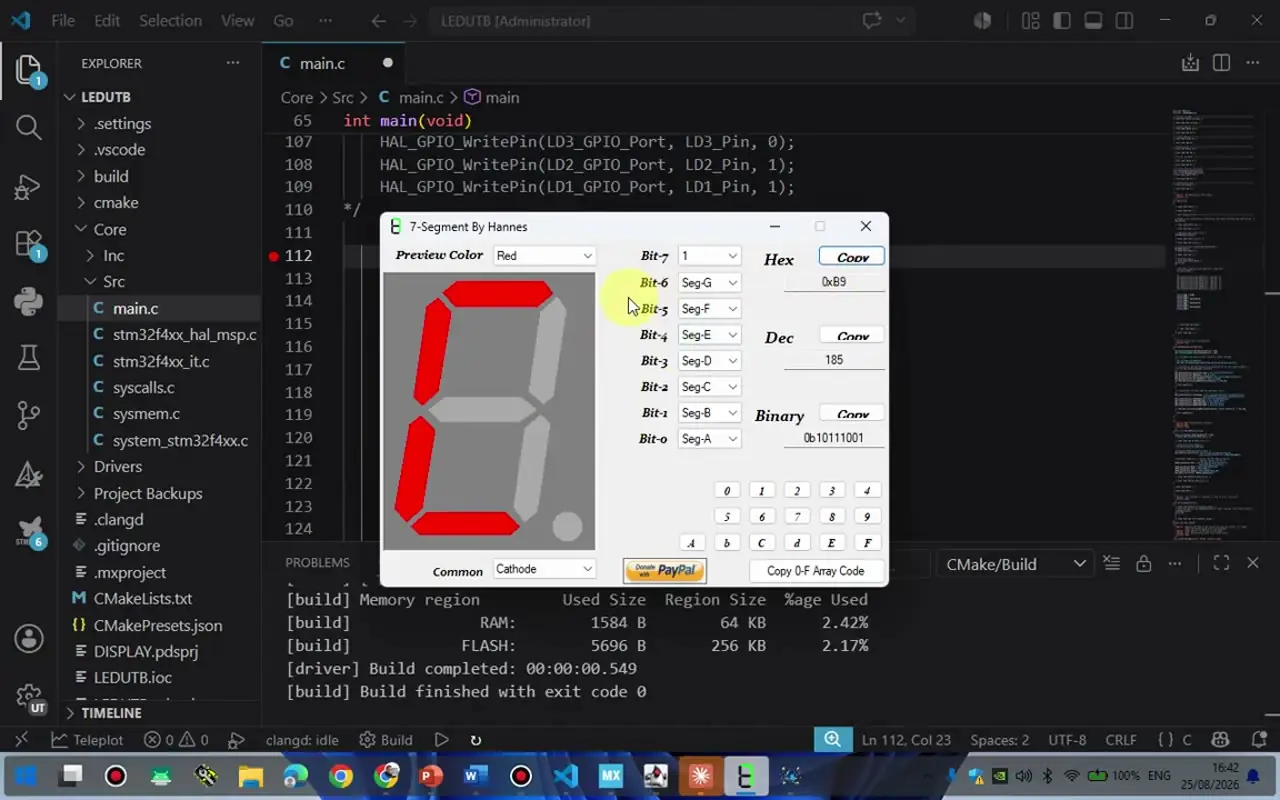 File Edit Selection View Go ··· LEDUTB [Administrator]
EXPLORER ···
LEDUTB
.settings
.vscode
build
cmake
Core
Inc
Src
C main.c
C stm32f4xx_hal_msp.c
C stm32f4xx_it.c
C syscalls.c
C sysmem.c
C system_stm32f4xx.c
Drivers
Project Backups
.clangd
.gitignore
.mxproject
M CMakeLists.txt
{} CMakePresets.json
DISPLAY.pdsprj
LEDUTB.ioc
TIMELINE
1
1
6
UT
C main.c
Core > Src > C main.c > main
65 int main(void)
107 HAL_GPIO_WritePin(LD3_GPIO_Port, LD3_Pin, 0);
108 HAL_GPIO_WritePin(LD2_GPIO_Port, LD2_Pin, 1);
109 HAL_GPIO_WritePin(LD1_GPIO_Port, LD1_Pin, 1);
110 */
111
112
113
114
115
116
117
118
119
120
121
122
123
124
7-Segment By Hannes
Preview Color Red
Bit-7 1
Bit-6 Seg-G
Bit-5 Seg-F
Bit-4 Seg-E
Bit-3 Seg-D
Bit-2 Seg-C
Bit-1 Seg-B
Bit-0 Seg-A
Hex Copy
0xB9
Dec Copy
185
Binary Copy
0b10111001
0 1 2 3 4
5 6 7 8 9
A b C d E F
Common Cathode
Donate with PayPal
Copy 0-F Array Code
PROBLEMS
CMake/Build
[build] Memory region Used Size Region Size %age Used
[build] RAM: 1584 B 64 KB 2.42%
[build] FLASH: 5696 B 256 KB 2.17%
[driver] Build completed: 00:00:00.549
[build] Build finished with exit code 0
Teleplot 0 0 clangd: idle Build Ln 112, Col 23 Spaces: 2 UTF-8 CRLF {} C
MX
100% ENG
16:42
25/08/2026